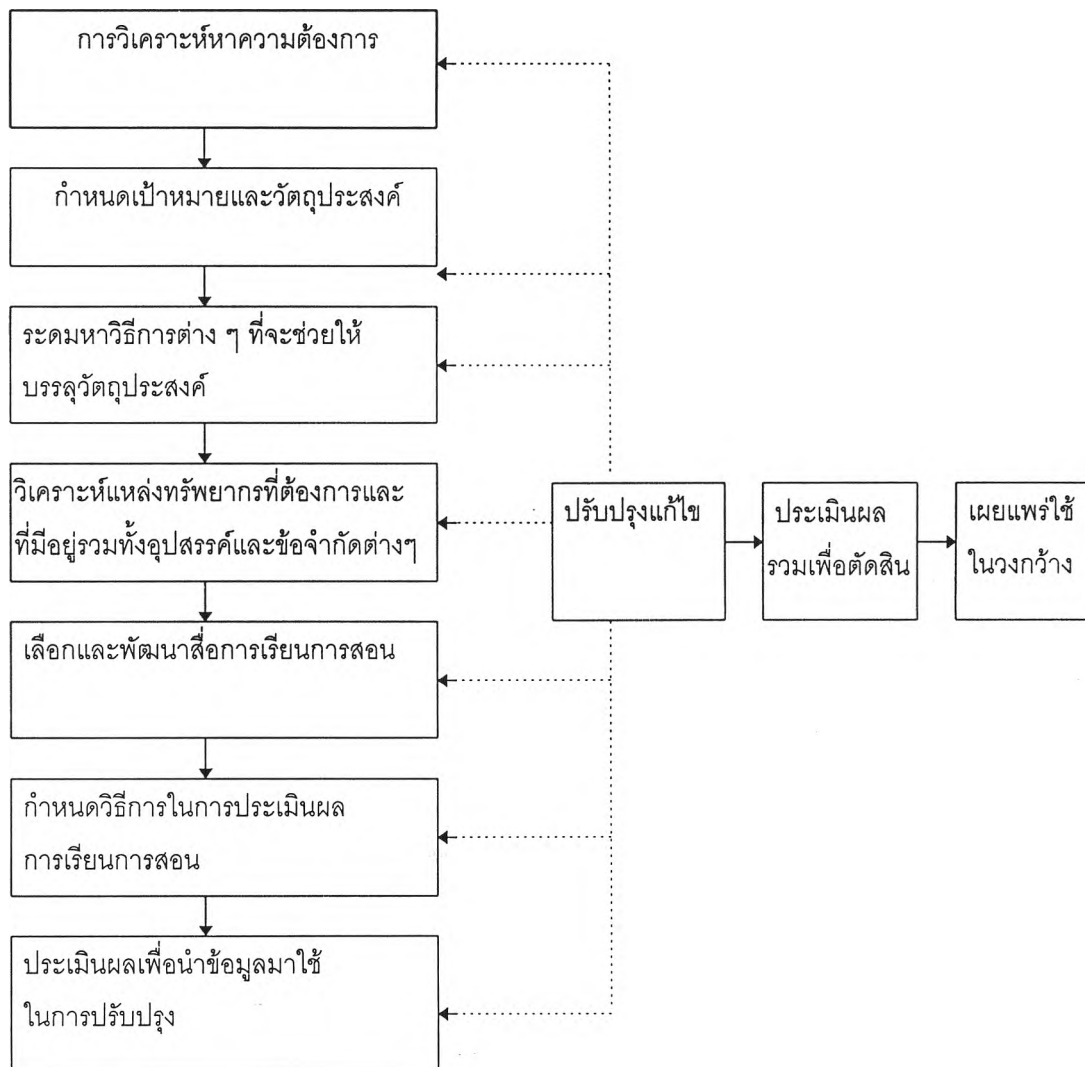 การวิเคราะห์หาความต้องการ
กำหนดเป้าหมายและวัตถุประสงค์
ระดมหาวิธีการต่าง ๆ ที่จะช่วยให้
บรรลุวัตถุประสงค์
วิเคราะห์แหล่งทรัพยากรที่ต้องการและ
ที่มีอยู่รวมทั้งอุปสรรค์และข้อจำกัดต่างๆ
เลือกและพัฒนาสื่อการเรียนการสอน
กำหนดวิธีการในการประเมินผล
การเรียนการสอน
ประเมินผลเพื่อนำข้อมูลมาใช้
ในการปรับปรุง
ปรับปรุงแก้ไข
ประเมินผล
รวมเพื่อตัดสิน
เผยแพร่ใช้
ในวงกว้าง